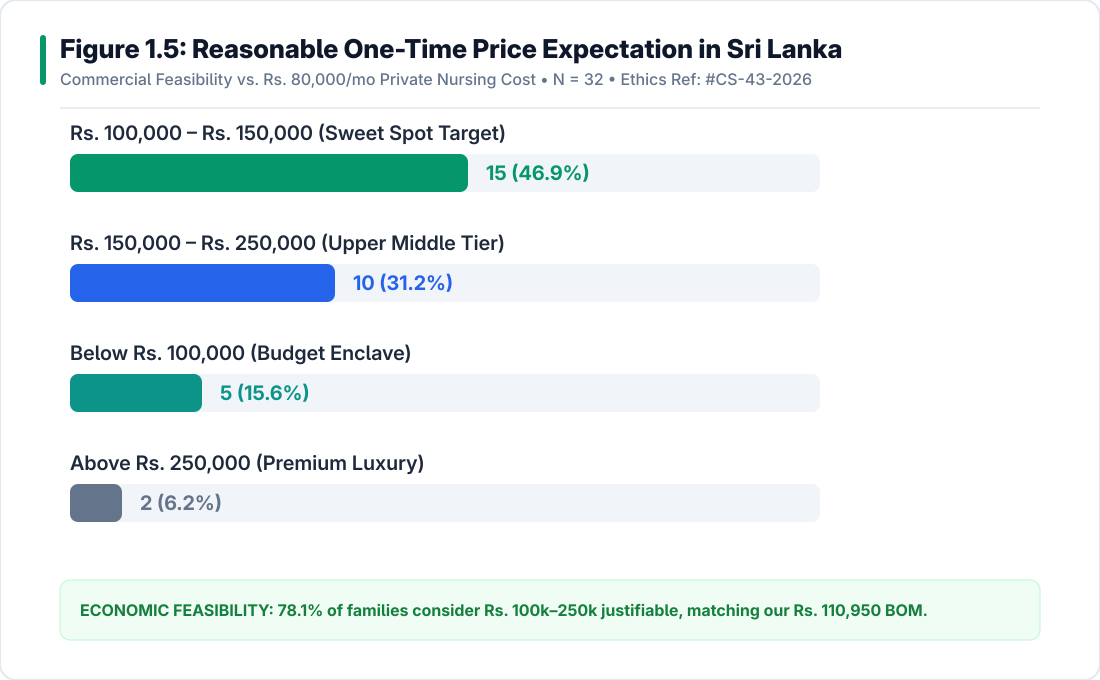 Figure 1.5: Reasonable One-Time Price Expectation in Sri Lanka
Commercial Feasibility vs. Rs. 80,000/mo Private Nursing Cost • N = 32 • Ethics Ref: #CS-43-2026
Rs. 100,000 – Rs. 150,000 (Sweet Spot Target)
15 (46.9%)
Rs. 150,000 – Rs. 250,000 (Upper Middle Tier)
10 (31.2%)
Below Rs. 100,000 (Budget Enclave)
5 (15.6%)
Above Rs. 250,000 (Premium Luxury)
2 (6.2%)
ECONOMIC FEASIBILITY: 78.1% of families consider Rs. 100k–250k justifiable, matching our Rs. 110,950 BOM.